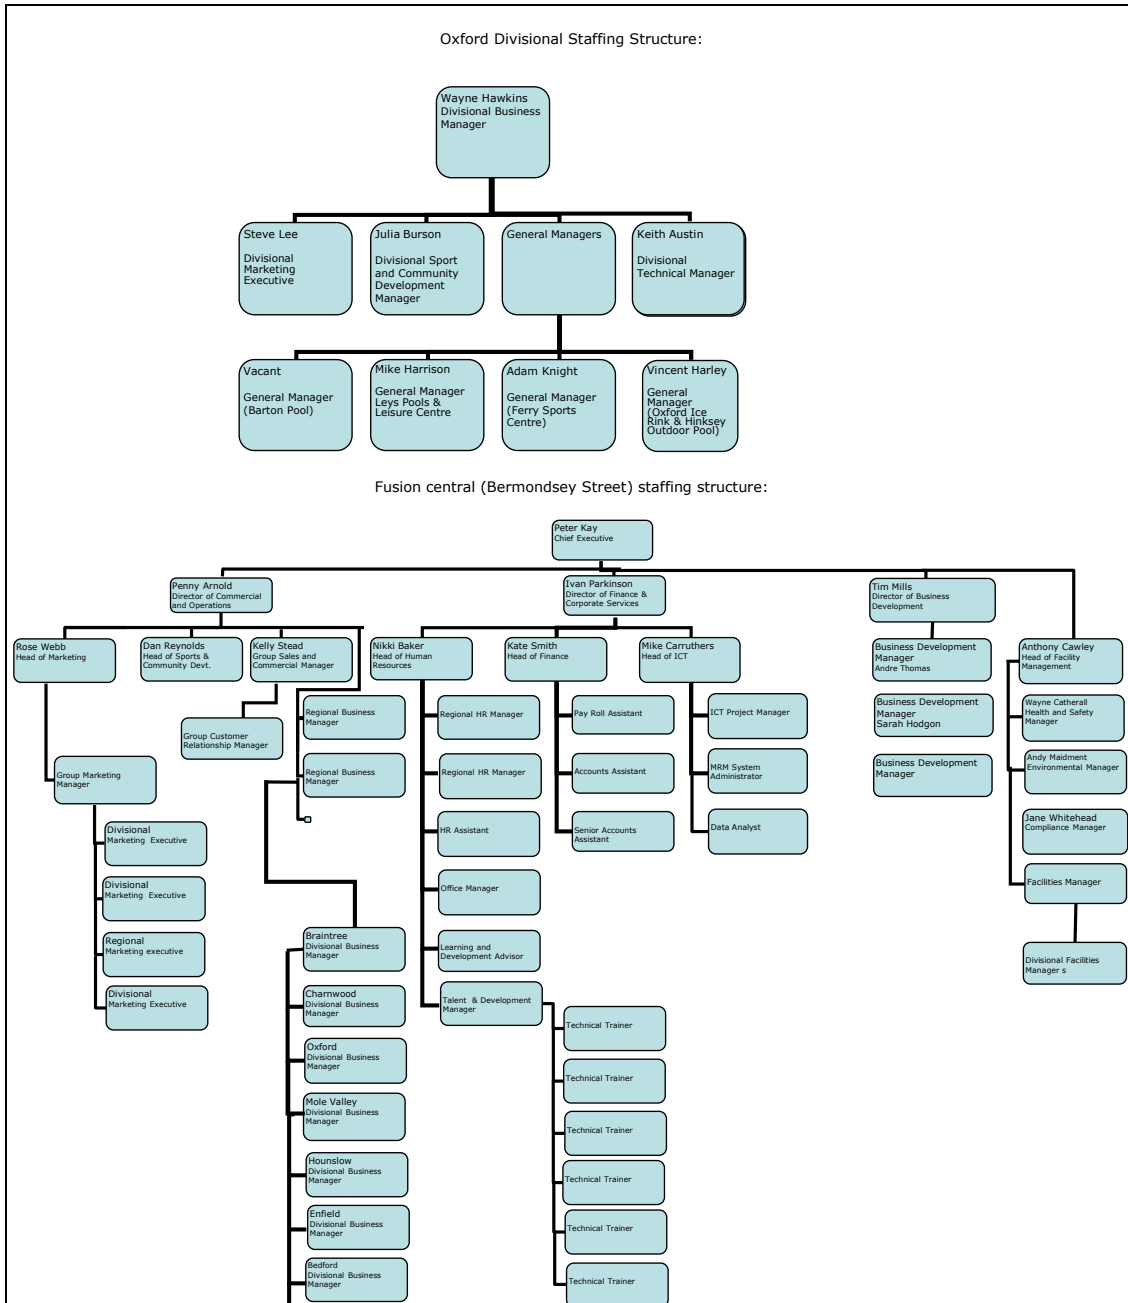 Oxford Divisional Staffing Structure:
Wayne Hawkins
Divisional Business
Manager
Steve Lee
Divisional
Marketing
Executive
Julia Burson
Divisional Sport
and Community
Development
Manager
General Managers
Keith Austin
Divisional
Technical Manager
Vacant
General Manager
(Barton Pool)
Mike Harrison
General Manager
Leys Pools &
Leisure Centre
Adam Knight
General Manager
(Ferry Sports
Centre)
Vincent Harley
General
Manager
(Oxford Ice
Rink & Hinksey
Outdoor Pool)
Fusion central (Bermondsey Street) staffing structure:
Peter Kay
Chief Executive
Penny Arnold
Director of Commercial
and Operations
Ivan Parkinson
Director of Finance &
Corporate Services
Tim Mills
Director of Business
Development
Rose Webb
Head of Marketing
Dan Reynolds
Head of Sports &
Community Devt.
Kelly Stead
Group Sales and
Commercial Manager
Nikki Baker
Head of Human
Resources
Kate Smith
Head of Finance
Mike Carruthers
Head of ICT
Business Development
Manager
Andre Thomas
Anthony Cawley
Head of Facility
Management
Group Customer
Relationship Manager
Regional Business
Manager
Regional HR Manager
Pay Roll Assistant
ICT Project Manager
Business Development
Manager
Sarah Hodgon
Wayne Catherall
Health and Safety
Manager
Group Marketing
Manager
Regional Business
Manager
Regional HR Manager
Accounts Assistant
MRM System
Administrator
Business Development
Manager
Andy Maidment
Environmental Manager
Divisional
Marketing Executive
HR Assistant
Senior Accounts
Assistant
Data Analyst
Jane Whitehead
Compliance Manager
Divisional
Marketing Executive
Office Manager
Facilities Manager
Regional
Marketing executive
Braintree
Divisional Business
Manager
Learning and
Development Advisor
Divisional Facilities
Manager s
Divisional
Marketing Executive
Charnwood
Divisional Business
Manager
Talent & Development
Manager
Technical Trainer
Oxford
Divisional Business
Manager
Technical Trainer
Mole Valley
Divisional Business
Manager
Technical Trainer
Hounslow
Divisional Business
Manager
Technical Trainer
Enfield
Divisional Business
Manager
Technical Trainer
Bedford
Divisional Business
Manager
Technical Trainer